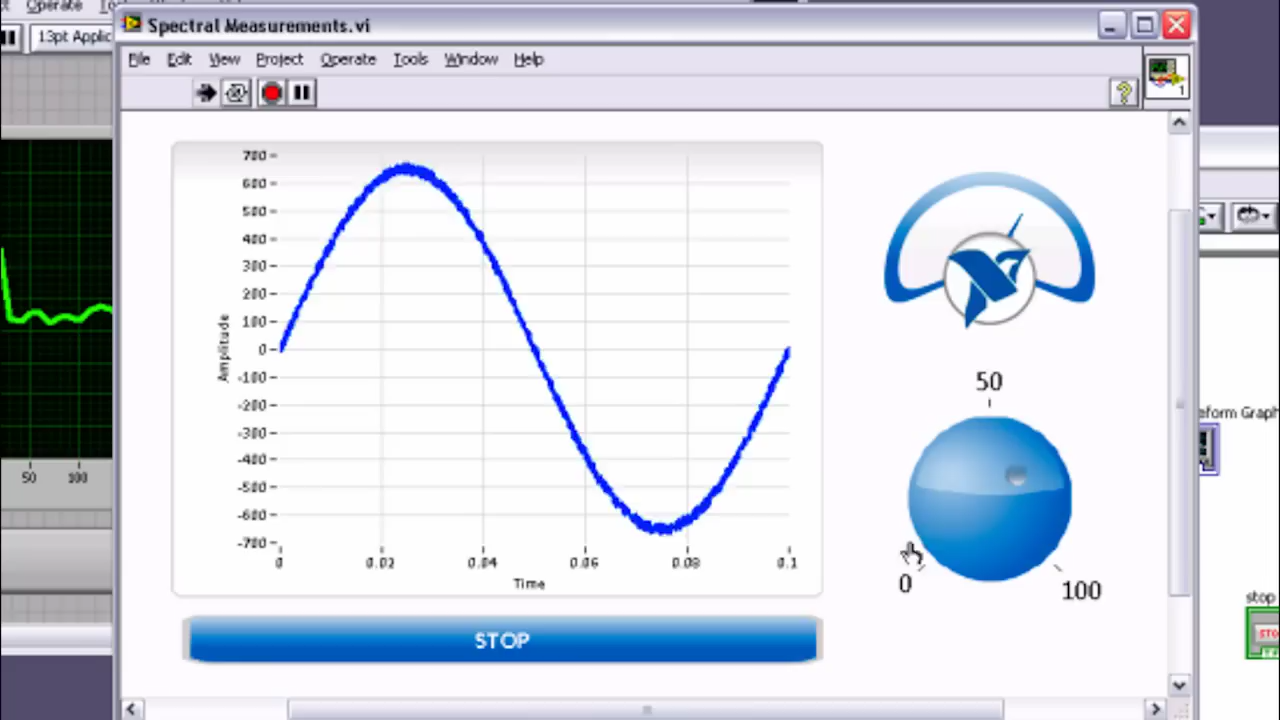 Operate
13pt Applic
Spectral Measurements.vi
File Edit View Project Operate Tools Window Help
1
700
600
500
400
300
200
100
0
-100
-200
-300
-400
-500
-600
-700
Amplitude
0 0.02 0.04 0.06 0.08 0.1
Time
50
0
100
STOP
50 100
eform Graph
stop
STO